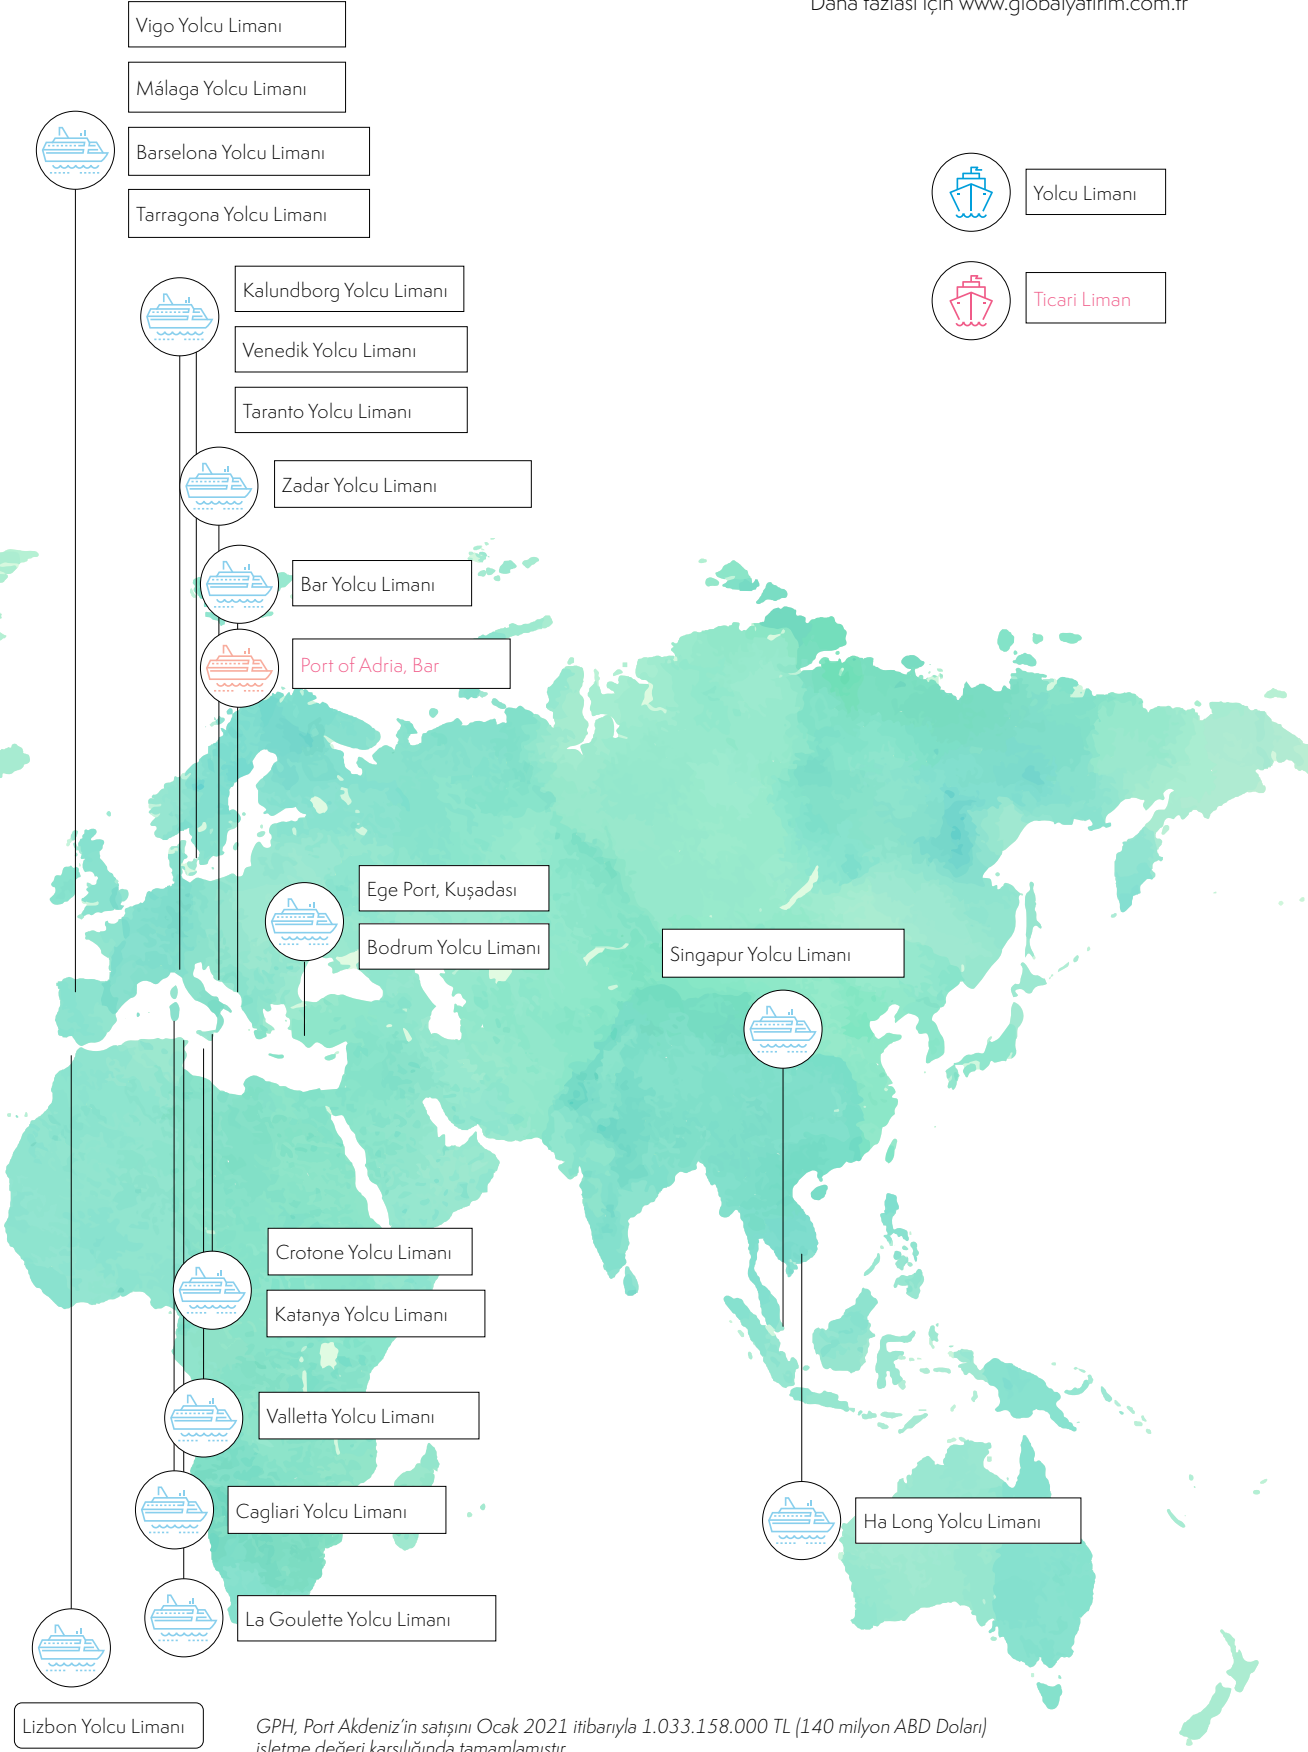 Daha fazlası için www.globalyatirim.com.tr
Vigo Yolcu Limanı
Málaga Yolcu Limanı
Barselona Yolcu Limanı
Tarragona Yolcu Limanı
Yolcu Limanı
Ticari Liman
Kalundborg Yolcu Limanı
Venedik Yolcu Limanı
Taranto Yolcu Limanı
Zadar Yolcu Limanı
Bar Yolcu Limanı
Port of Adria, Bar
Ege Port, Kuşadası
Bodrum Yolcu Limanı
Singapur Yolcu Limanı
Crotone Yolcu Limanı
Katanya Yolcu Limanı
Valletta Yolcu Limanı
Cagliari Yolcu Limanı
Ha Long Yolcu Limanı
La Goulette Yolcu Limanı
Lizbon Yolcu Limanı
GPH, Port Akdeniz'in satışını Ocak 2021 itibarıyla 1.033.158.000 TL (140 milyon ABD Doları)
işletme değeri karşılığında tamamlamıştır